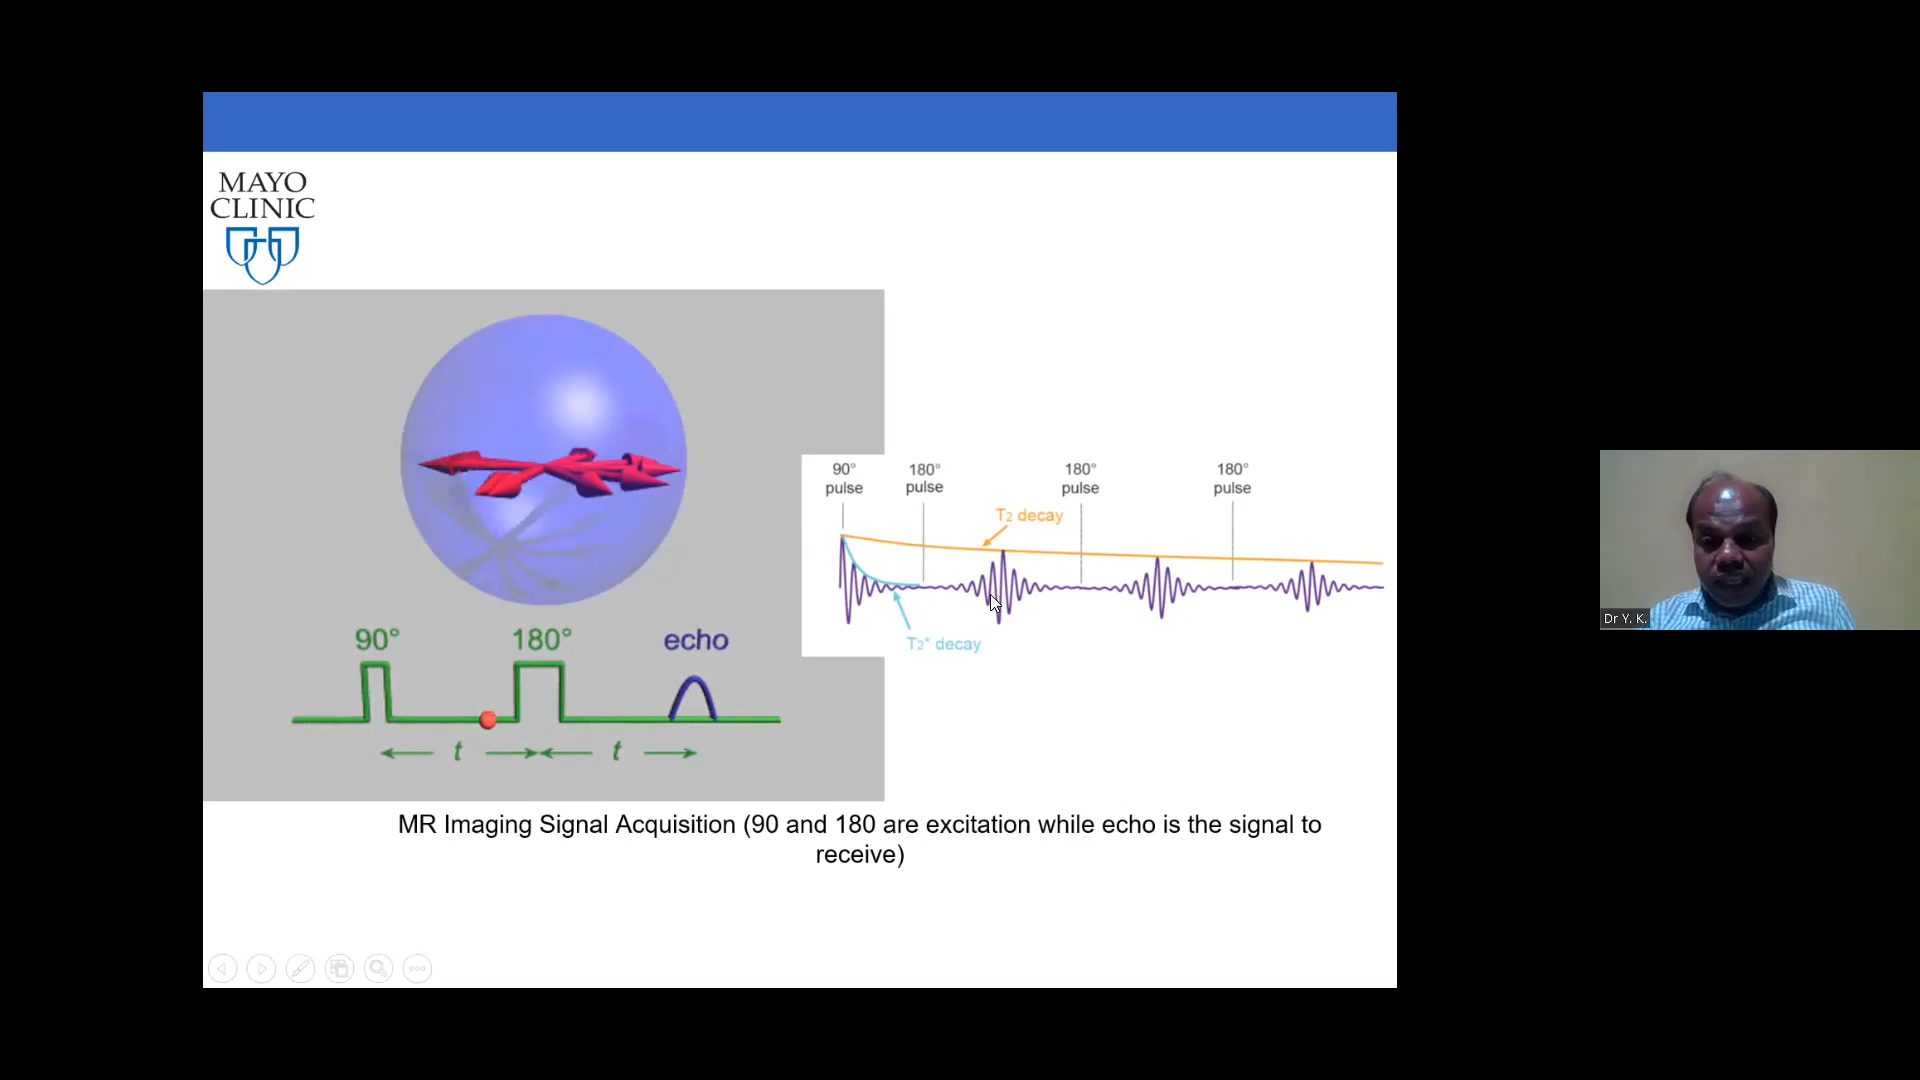 MAYO
CLINIC
90°
180°
echo
t
t
90°
pulse
180°
pulse
180°
pulse
180°
pulse
T2 decay
T2* decay
MR Imaging Signal Acquisition (90 and 180 are excitation while echo is the signal to
receive)
Dr Y. K.